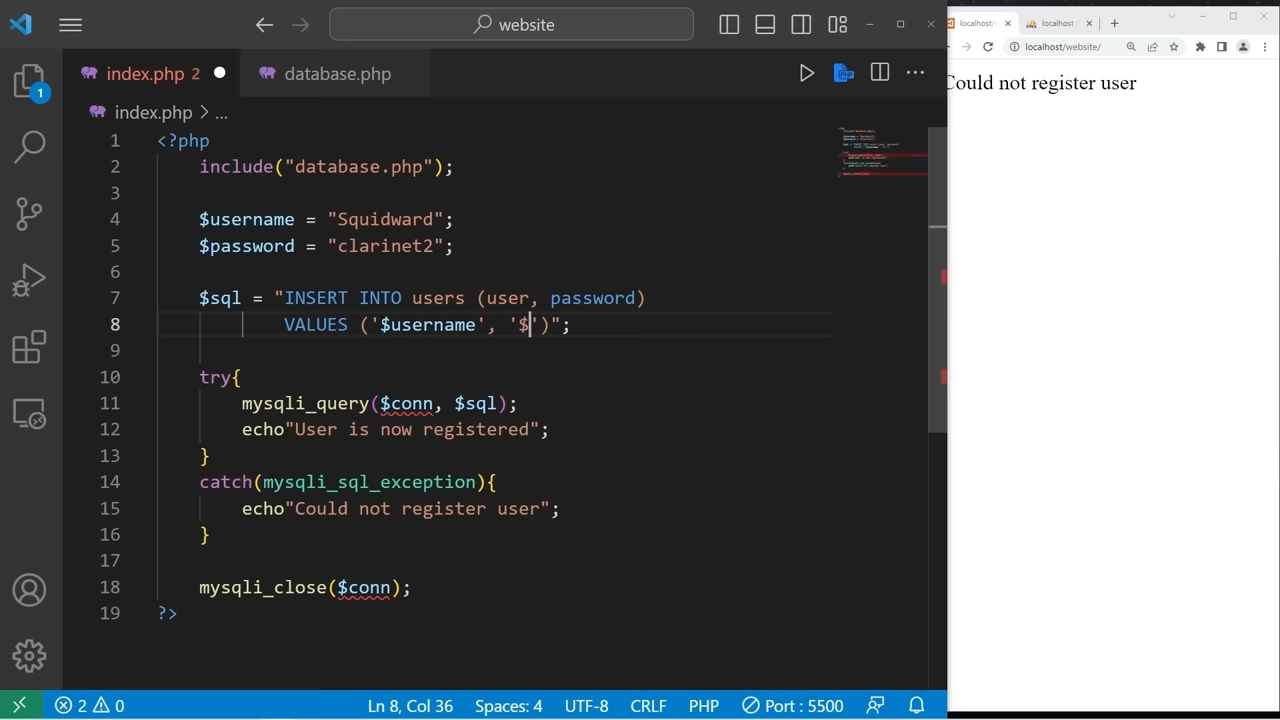 website
index.php 2
database.php
index.php > ...
1 <?php
2 include("database.php");
3
4 $username = "Squidward";
5 $password = "clarinet2";
6
7 $sql = "INSERT INTO users (user, password)
8 VALUES ('$username', '$')";
9
10 try{
11 mysqli_query($conn, $sql);
12 echo"User is now registered";
13 }
14 catch(mysqli_sql_exception){
15 echo"Could not register user";
16 }
17
18 mysqli_close($conn);
19 ?>
1
2 0 Ln 8, Col 36 Spaces: 4 UTF-8 CRLF PHP Port : 5500
localhost/ localhost /
localhost/website/
Could not register user